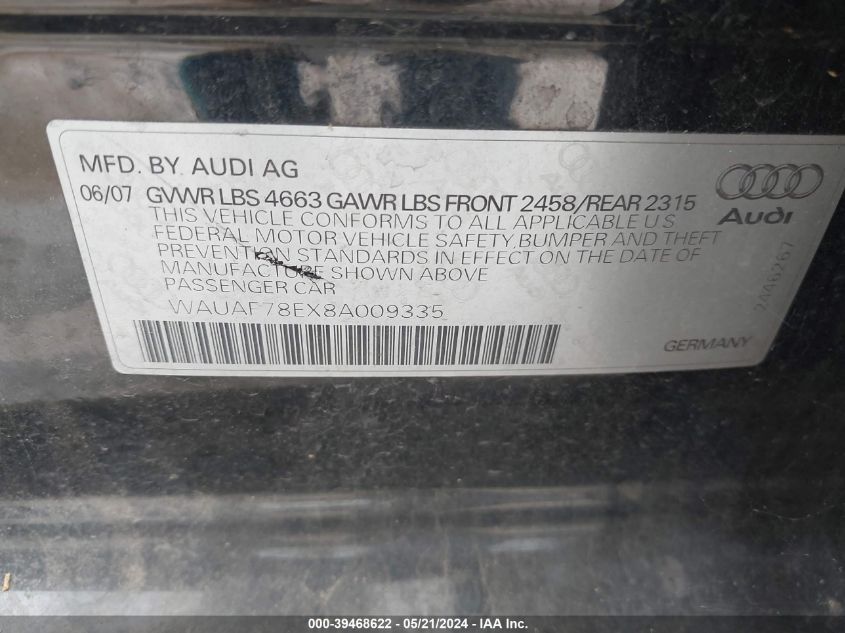 MFD. BY. AUDI AG
06/07 GVWR LBS 4663 GAWR LBS FRONT 2458/REAR 2315
THIS VEHICLE CONFORMS TO ALL APPLICABLE U S
FEDERAL MOTOR VEHICLE SAFETY, BUMPER AND THEFT
PREVENTION STANDARDS IN EFFECT ON THE DATE OF
MANUFACTURE SHOWN ABOVE
PASSENGER CAR
WAUAF78EX8A009335
Audi
2446267
GERMANY
000-39468622 - 05/21/2024 - IAA Inc.